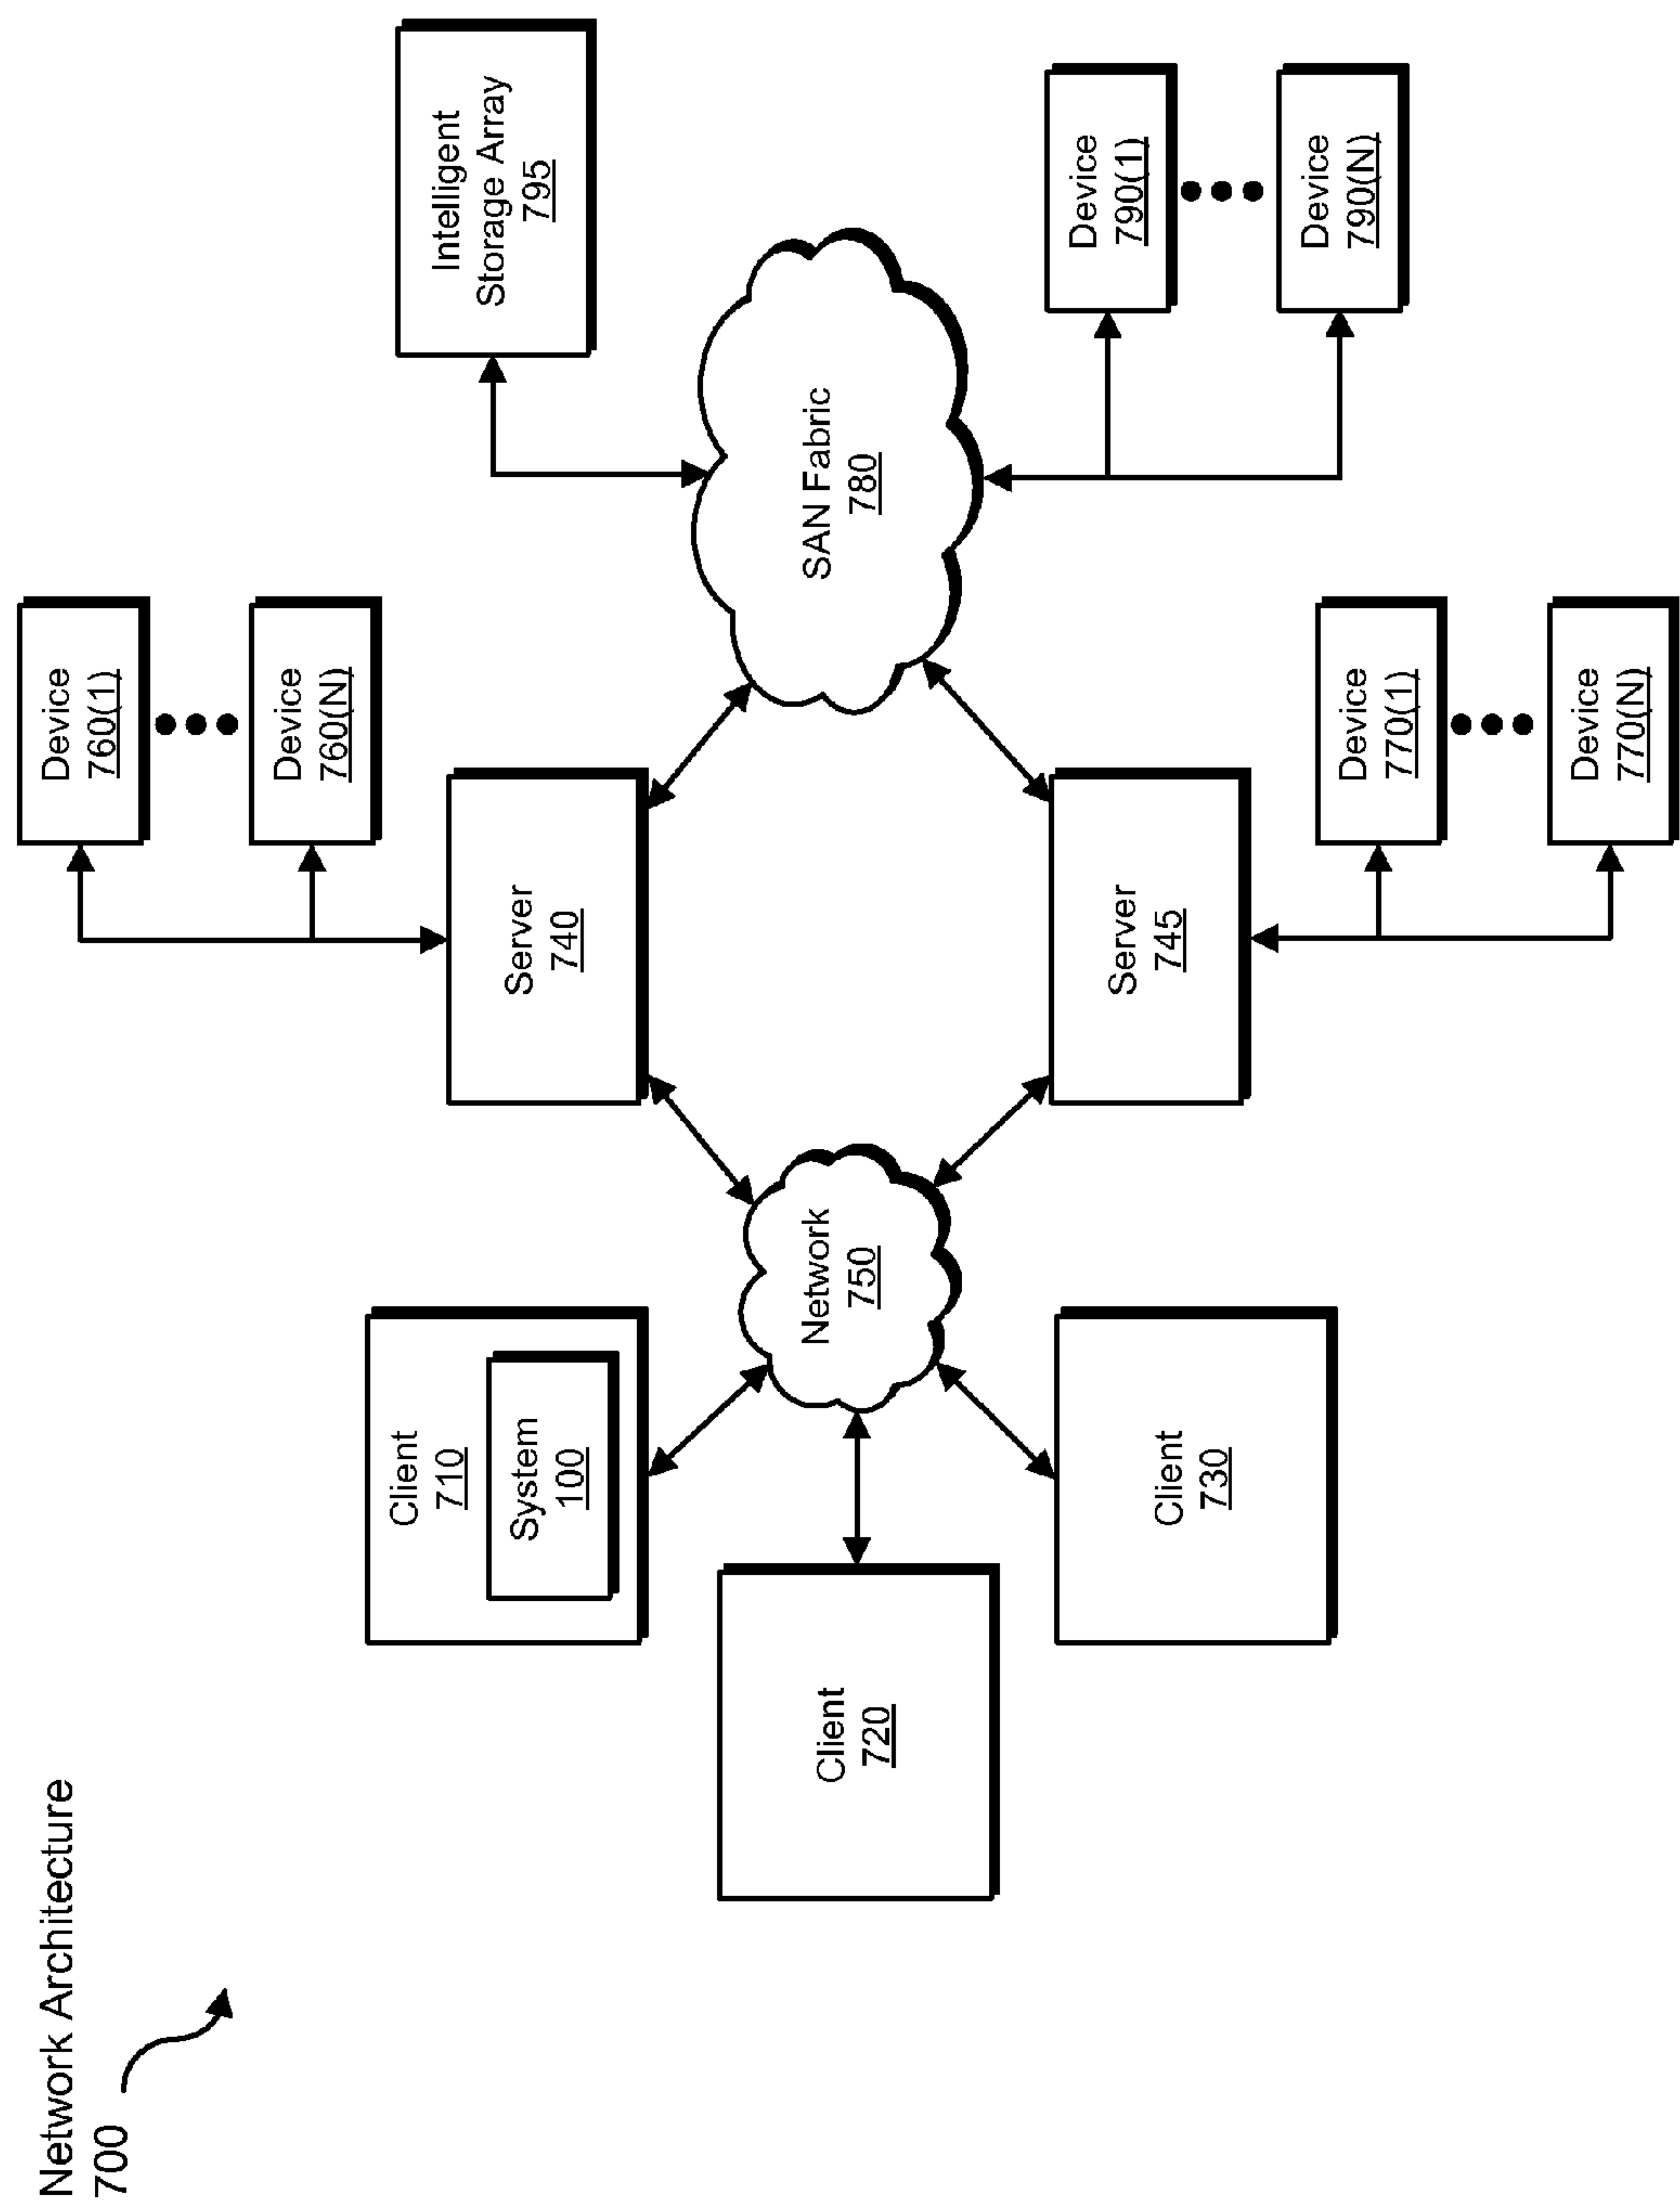 Network Architecture
700
Client
710
System
100
Client
720
Client
730
Network
750
Server
740
Server
745
Device
760(1)
Device
760(N)
Device
770(1)
Device
770(N)
SAN Fabric
780
Intelligent
Storage Array
795
Device
790(1)
Device
790(N)